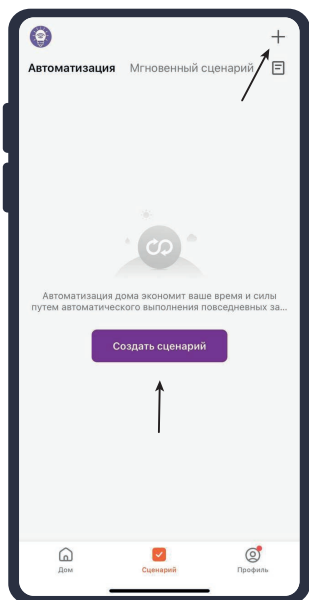 Автоматизация Мгновенный сценарий
Автоматизация дома экономит ваше время и силы
путем автоматического выполнения повседневных за...
Создать сценарий
Дом Сценарий Профиль